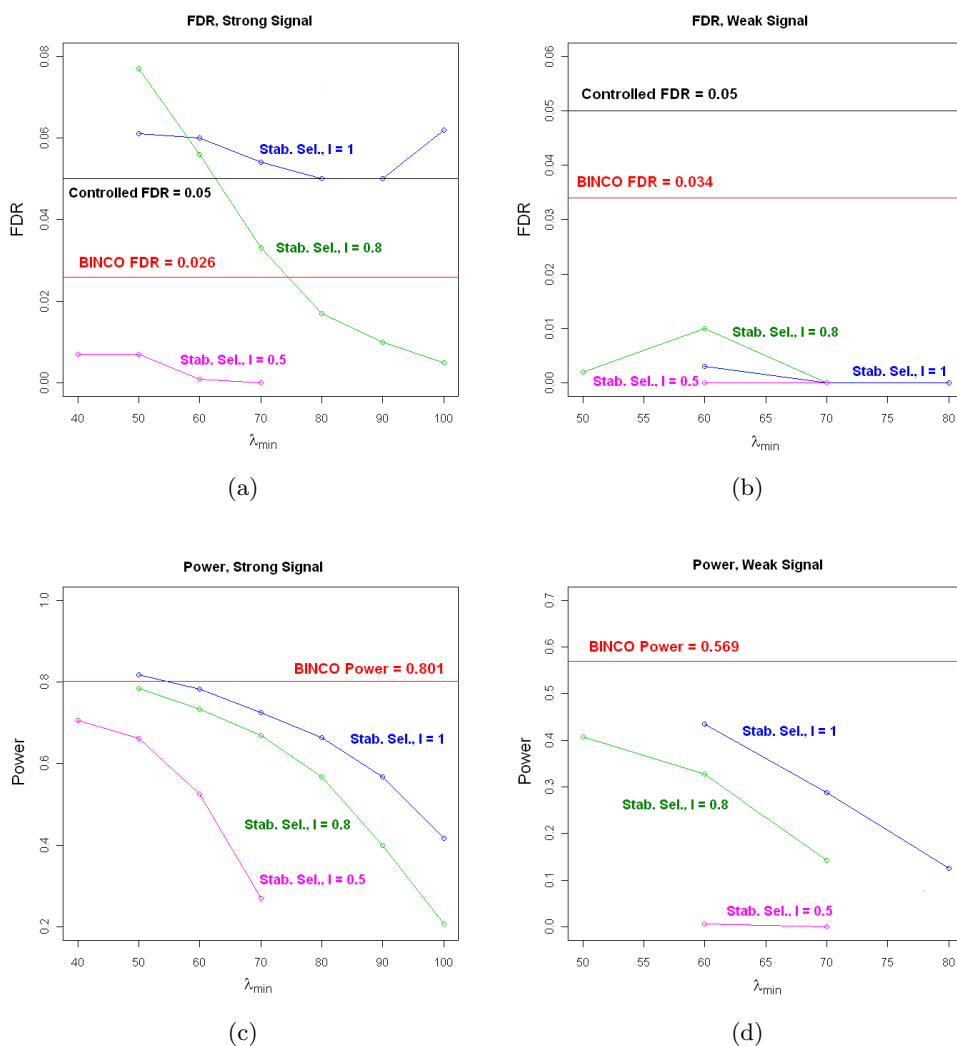 FDR, Strong Signal
FDR
0.00 0.02 0.04 0.06 0.08
Stab. Sel., l = 1
Controlled FDR = 0.05
Stab. Sel., l = 0.8
BINCO FDR = 0.026
Stab. Sel., l = 0.5
40 50 60 70 80 90 100
λmin
(a)
FDR, Weak Signal
FDR
0.00 0.01 0.02 0.03 0.04 0.05 0.06
Controlled FDR = 0.05
BINCO FDR = 0.034
Stab. Sel., l = 0.8
Stab. Sel., l = 0.5
Stab. Sel., l = 1
50 55 60 65 70 75 80
λmin
(b)
Power, Strong Signal
Power
0.2 0.4 0.6 0.8 1.0
BINCO Power = 0.801
Stab. Sel., l = 1
Stab. Sel., l = 0.8
Stab. Sel., l = 0.5
40 50 60 70 80 90 100
λmin
(c)
Power, Weak Signal
Power
0.0 0.1 0.2 0.3 0.4 0.5 0.6 0.7
BINCO Power = 0.569
Stab. Sel., l = 1
Stab. Sel., l = 0.8
Stab. Sel., l = 0.5
50 55 60 65 70 75 80
λmin
(d)